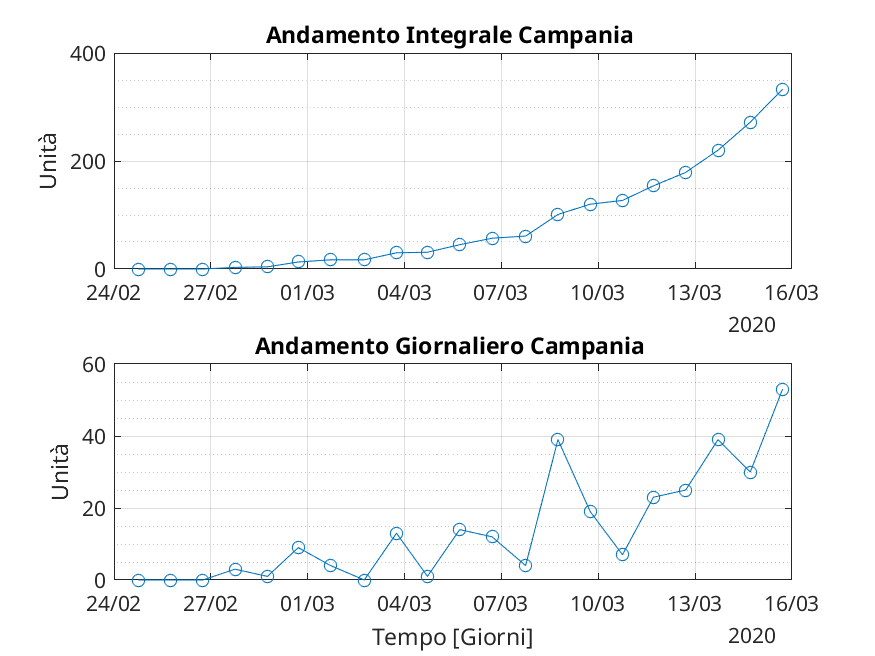 Andamento Integrale Campania
Unità
400
200
0
24/02 27/02 01/03 04/03 07/03 10/03 13/03 16/03
2020
Andamento Giornaliero Campania
Unità
60
40
20
0
24/02 27/02 01/03 04/03 07/03 10/03 13/03 16/03
Tempo [Giorni]
2020